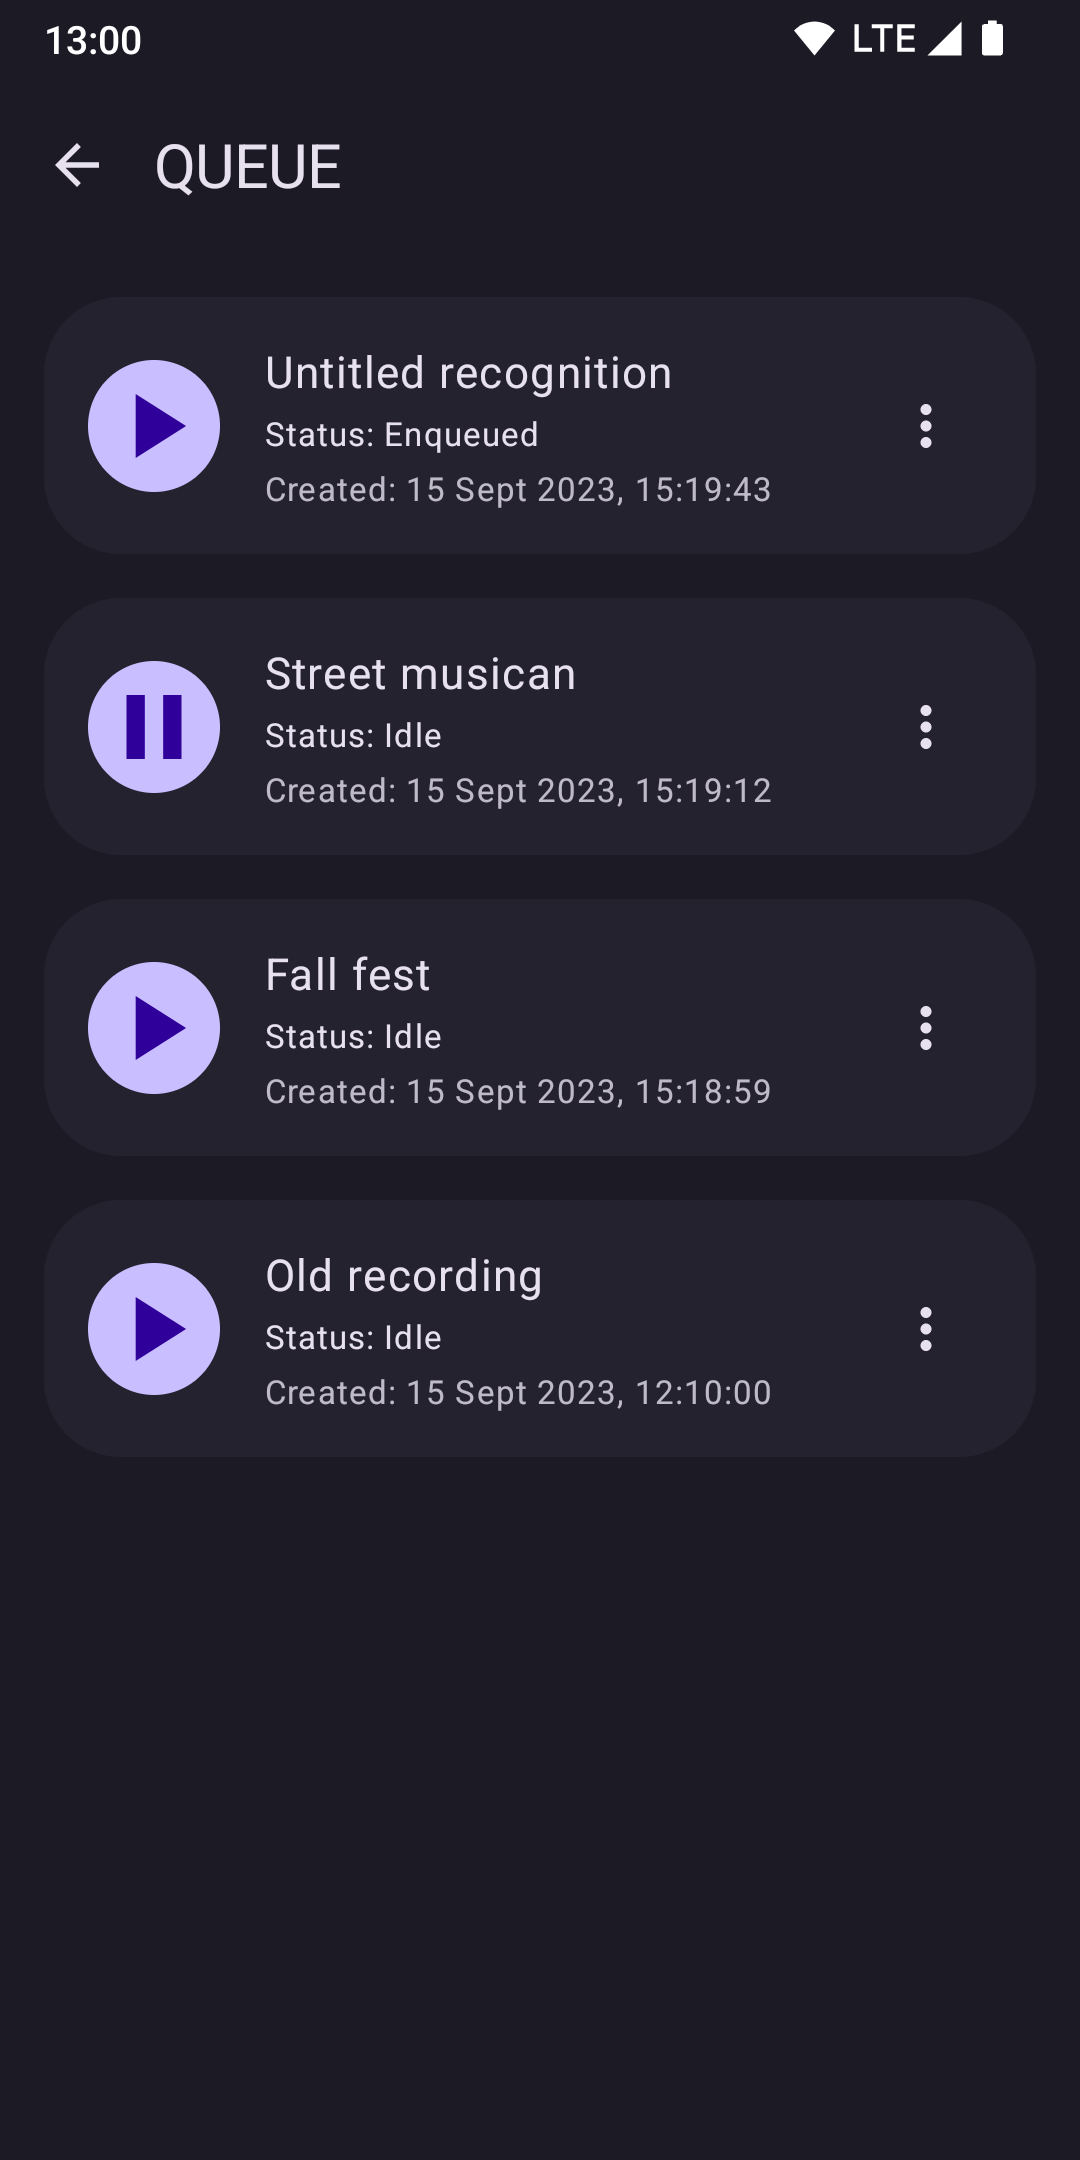 13:00
LTE
QUEUE
Untitled recognition
Status: Enqueued
Created: 15 Sept 2023, 15:19:43
Street musican
Status: Idle
Created: 15 Sept 2023, 15:19:12
Fall fest
Status: Idle
Created: 15 Sept 2023, 15:18:59
Old recording
Status: Idle
Created: 15 Sept 2023, 12:10:00